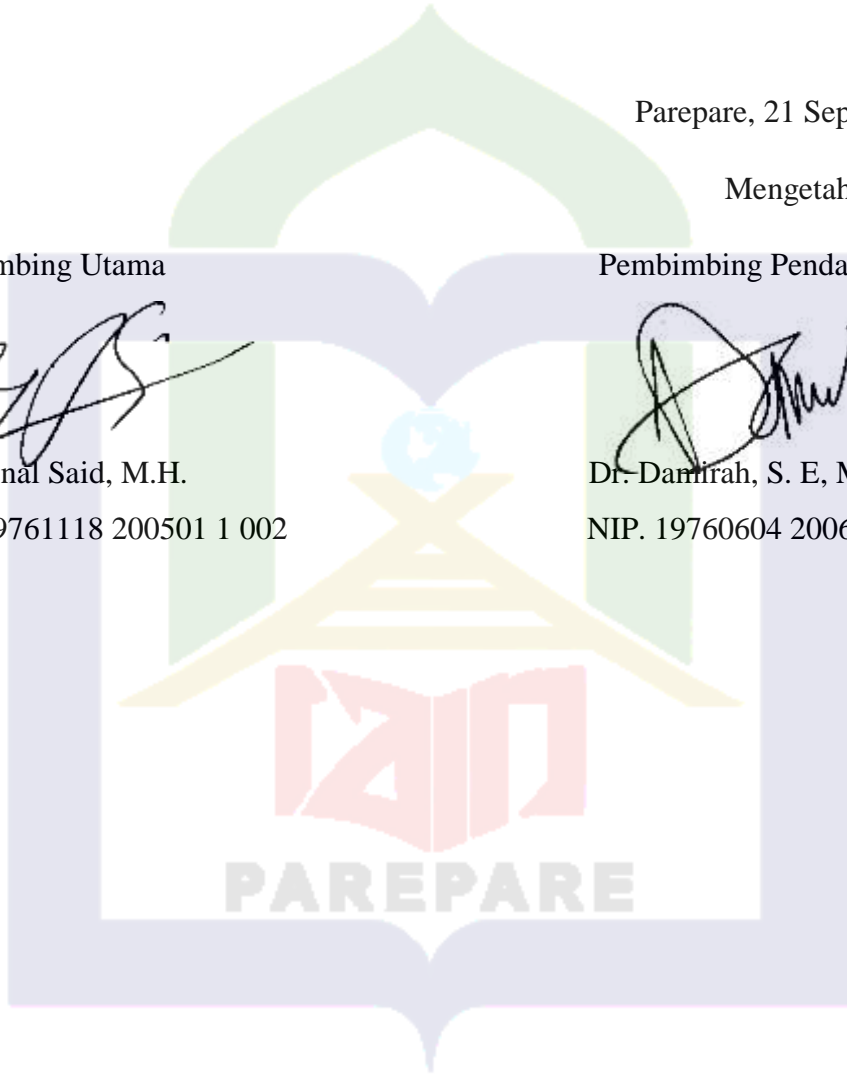 Parepare, 21 Sep
Mengetah
mbing Utama
Pembimbing Penda
nal Said, M.H.
Dr. Damirah, S. E, M
9761118 200501 1 002
NIP. 19760604 2006
iain
PAREPARE